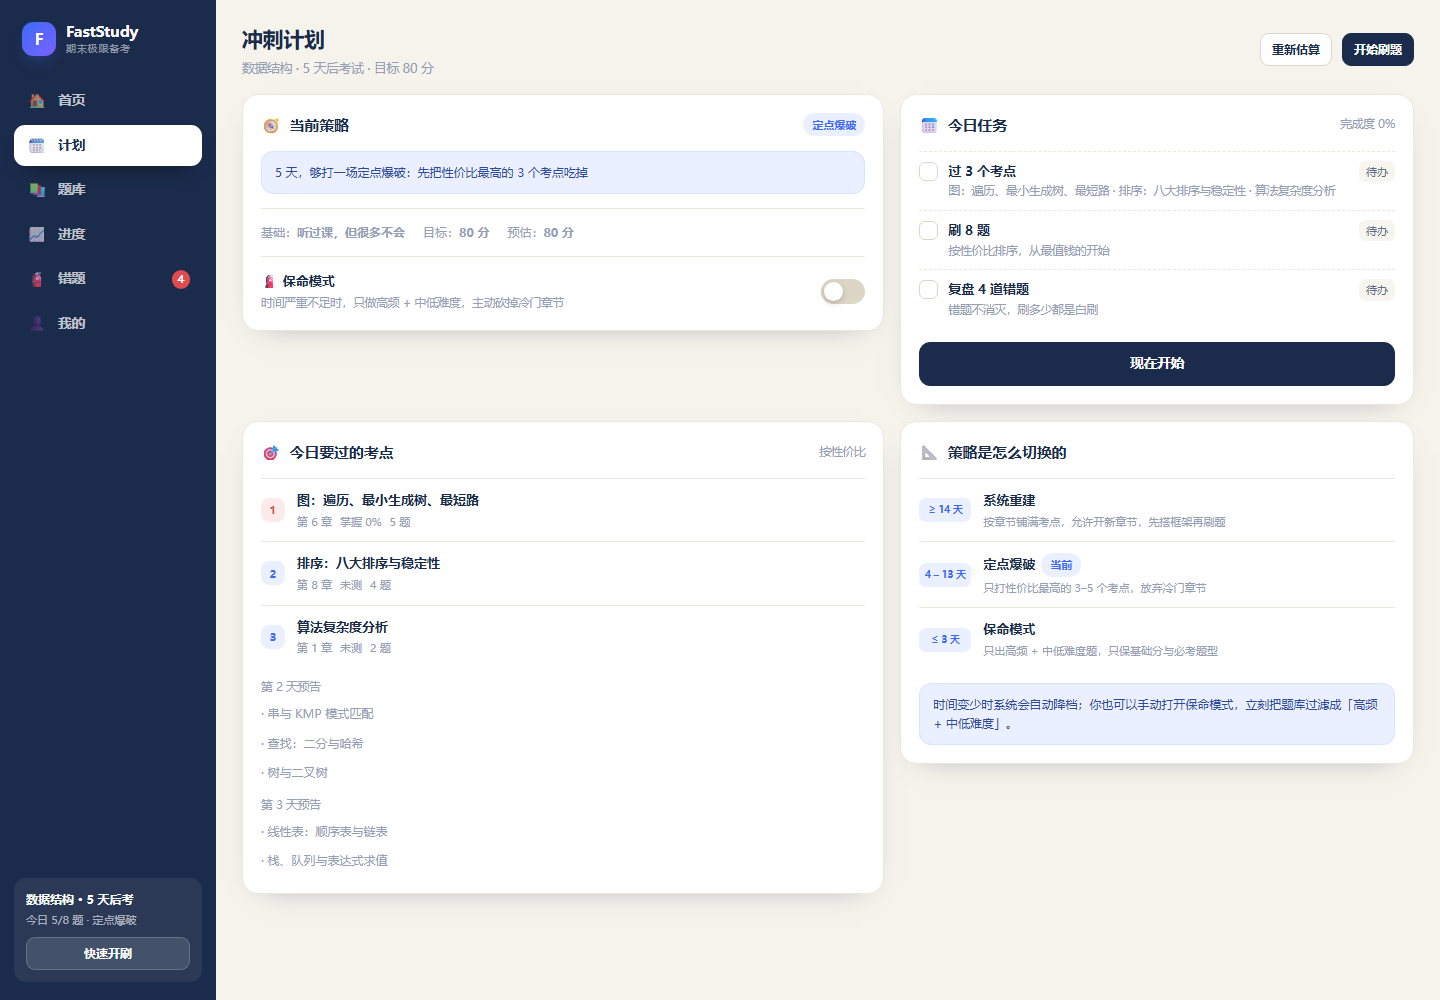 F
FastStudy
期末极限备考
首页
计划
题库
进度
错题
4
我的
数据结构 • 5 天后考
今日 5/8 题 · 定点爆破
快速开刷
冲刺计划
数据结构 · 5 天后考试 · 目标 80 分
重新估算
开始刷题
当前策略
定点爆破
5 天，够打一场定点爆破：先把性价比最高的 3 个考点吃掉
基础：听过课，但很多不会 目标：80 分 预估：80 分
保命模式
时间严重不足时，只做高频 + 中低难度，主动砍掉冷门章节
今日任务
完成度 0%
过 3 个考点
待办
图：遍历、最小生成树、最短路 · 排序：八大排序与稳定性 · 算法复杂度分析
刷 8 题
待办
按性价比排序，从最值钱的开始
复盘 4 道错题
待办
错题不消灭，刷多少都是白刷
现在开始
今日要过的考点
按性价比
1
图：遍历、最小生成树、最短路
第 6 章 掌握 0% 5 题
2
排序：八大排序与稳定性
第 8 章 未测 4 题
3
算法复杂度分析
第 1 章 未测 2 题
第 2 天预告
· 串与 KMP 模式匹配
· 查找：二分与哈希
· 树与二叉树
第 3 天预告
· 线性表：顺序表与链表
· 栈、队列与表达式求值
策略是怎么切换的
≥ 14 天
系统重建
按章节铺满考点，允许开新章节，先搭框架再刷题
4 – 13 天
定点爆破 当前
只打性价比最高的 3–5 个考点，放弃冷门章节
≤ 3 天
保命模式
只出高频 + 中低难度题，只保基础分与必考题型
时间变少时系统会自动降档；你也可以手动打开保命模式，立刻把题库过滤成「高频
+ 中低难度」。